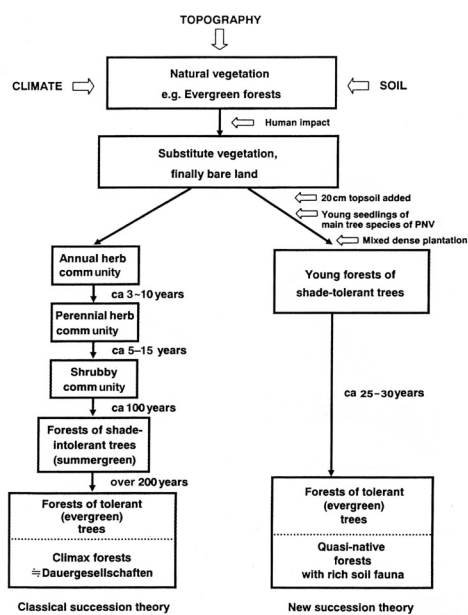 TOPOGRAPHY
CLIMATE
Natural vegetation
e.g. Evergreen forests
SOIL
Human impact
Substitute vegetation,
finally bare land
20cm topsoil added
Young seedlings of
main tree species of PNV
Mixed dense plantation
Annual herb
community
ca 3~10 years
Perennial herb
community
ca 5–15 years
Shrubby
community
ca 100 years
Forests of shade-
intolerant trees
(summergreen)
over 200 years
Forests of tolerant
(evergreen)
trees
Climax forests
≒Dauergesellschaften
Classical succession theory
Young forests of
shade-tolerant trees
ca 25–30years
Forests of tolerant
(evergreen)
trees
Quasi-native
forests
with rich soil fauna
New succession theory